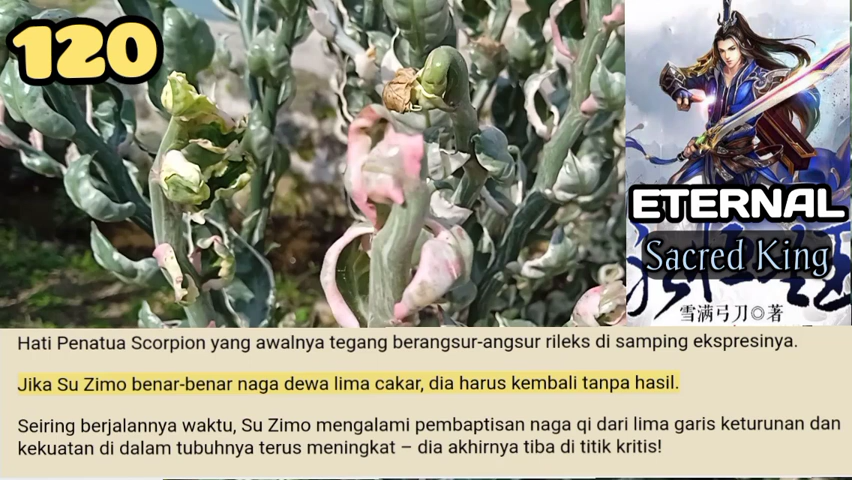 120
ETERNAL
Sacred King
雪满弓刀◎著
Hati Penatua Scorpion yang awalnya tegang berangsur-angsur rileks di samping ekspresinya.
Jika Su Zimo benar-benar naga dewa lima cakar, dia harus kembali tanpa hasil.
Seiring berjalannya waktu, Su Zimo mengalami pembaptisan naga qi dari lima garis keturunan dan
kekuatan di dalam tubuhnya terus meningkat – dia akhirnya tiba di titik kritis!